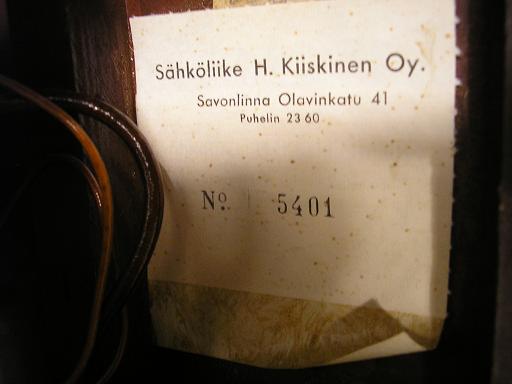 Sähköliike H. Kiiskinen Oy.
Savonlinna Olavinkatu 41
Puhelin 23 60
No. 5401